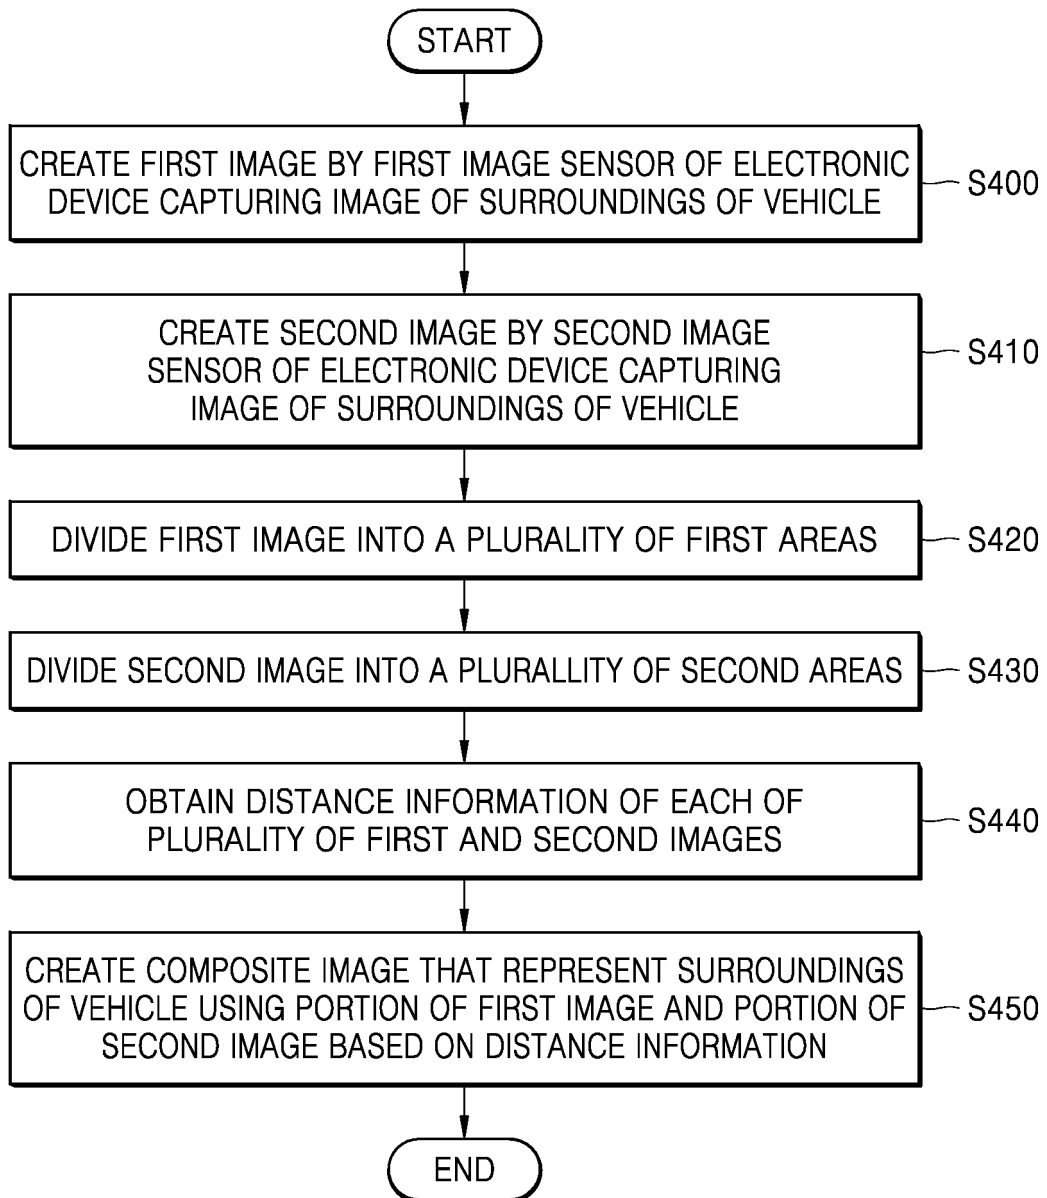 START
CREATE FIRST IMAGE BY FIRST IMAGE SENSOR OF ELECTRONIC
DEVICE CAPTURING IMAGE OF SURROUNDINGS OF VEHICLE
S400
CREATE SECOND IMAGE BY SECOND IMAGE
SENSOR OF ELECTRONIC DEVICE CAPTURING
IMAGE OF SURROUNDINGS OF VEHICLE
S410
DIVIDE FIRST IMAGE INTO A PLURALITY OF FIRST AREAS
S420
DIVIDE SECOND IMAGE INTO A PLURALLITY OF SECOND AREAS
S430
OBTAIN DISTANCE INFORMATION OF EACH OF
PLURALITY OF FIRST AND SECOND IMAGES
S440
CREATE COMPOSITE IMAGE THAT REPRESENT SURROUNDINGS
OF VEHICLE USING PORTION OF FIRST IMAGE AND PORTION OF
SECOND IMAGE BASED ON DISTANCE INFORMATION
S450
END